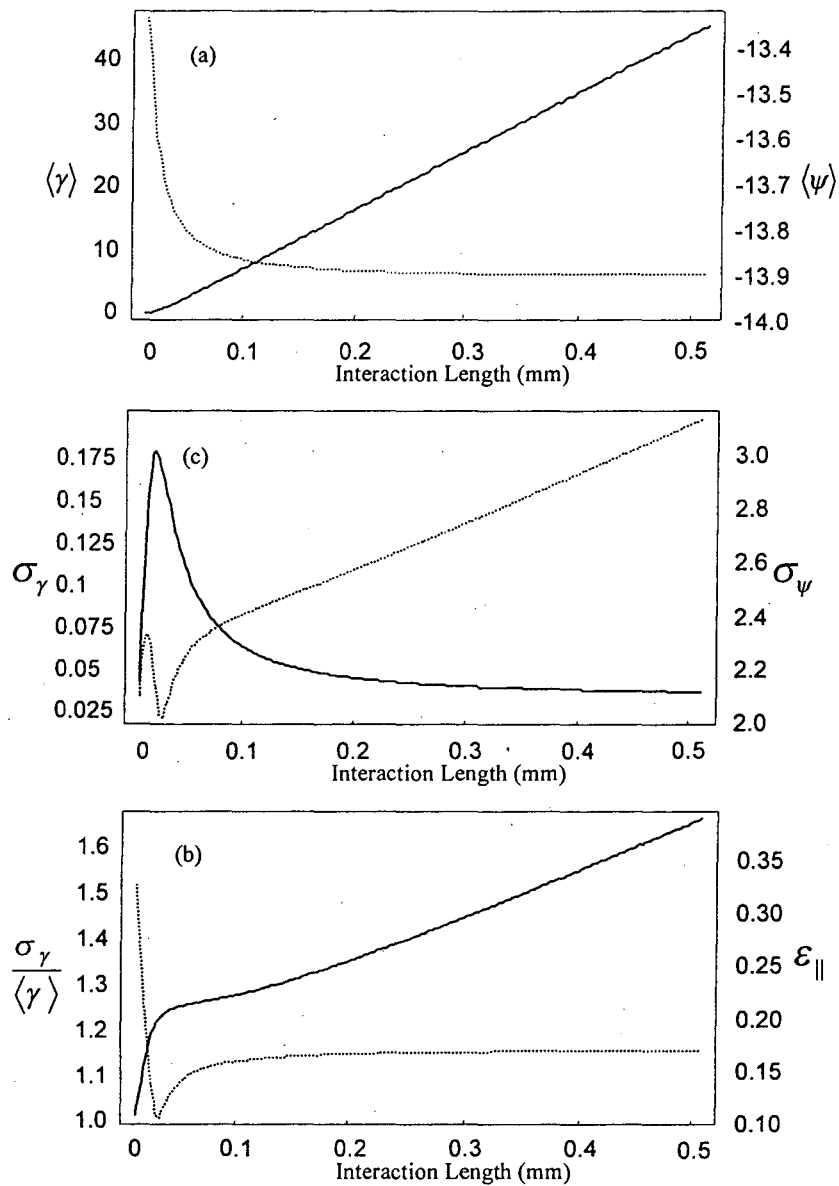 (a)
40
30
20
10
0
⟨γ⟩
-13.4
-13.5
-13.6
-13.7
-13.8
-13.9
-14.0
⟨ψ⟩
0 0.1 0.2 0.3 0.4 0.5
Interaction Length (mm)
(c)
0.175
0.15
0.125
0.1
0.075
0.05
0.025
σγ
3.0
2.8
2.6
2.4
2.2
2.0
σψ
0 0.1 0.2 0.3 0.4 0.5
Interaction Length (mm)
(b)
1.6
1.5
1.4
1.3
1.2
1.1
1.0
σγ
⟨γ⟩
0.35
0.30
0.25
0.20
0.15
0.10
ε||
0 0.1 0.2 0.3 0.4 0.5
Interaction Length (mm)